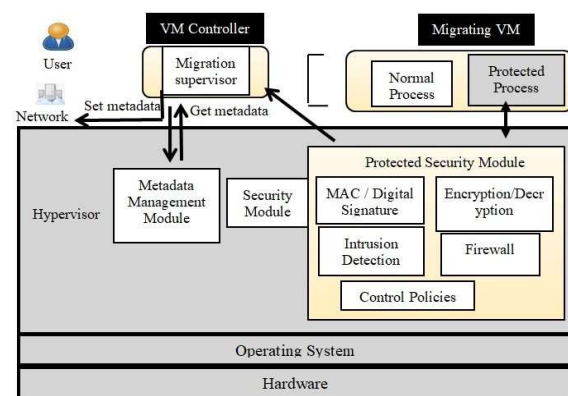 VM Controller
Migrating VM
User
Migration
supervisor
Normal
Process
Protected
Process
Network
Set metadata
Get metadata
Hypervisor
Metadata
Management
Module
Security
Module
Protected Security Module
MAC / Digital
Signature
Encryption/Decr
yption
Intrusion
Detection
Firewall
Control Policies
Operating System
Hardware